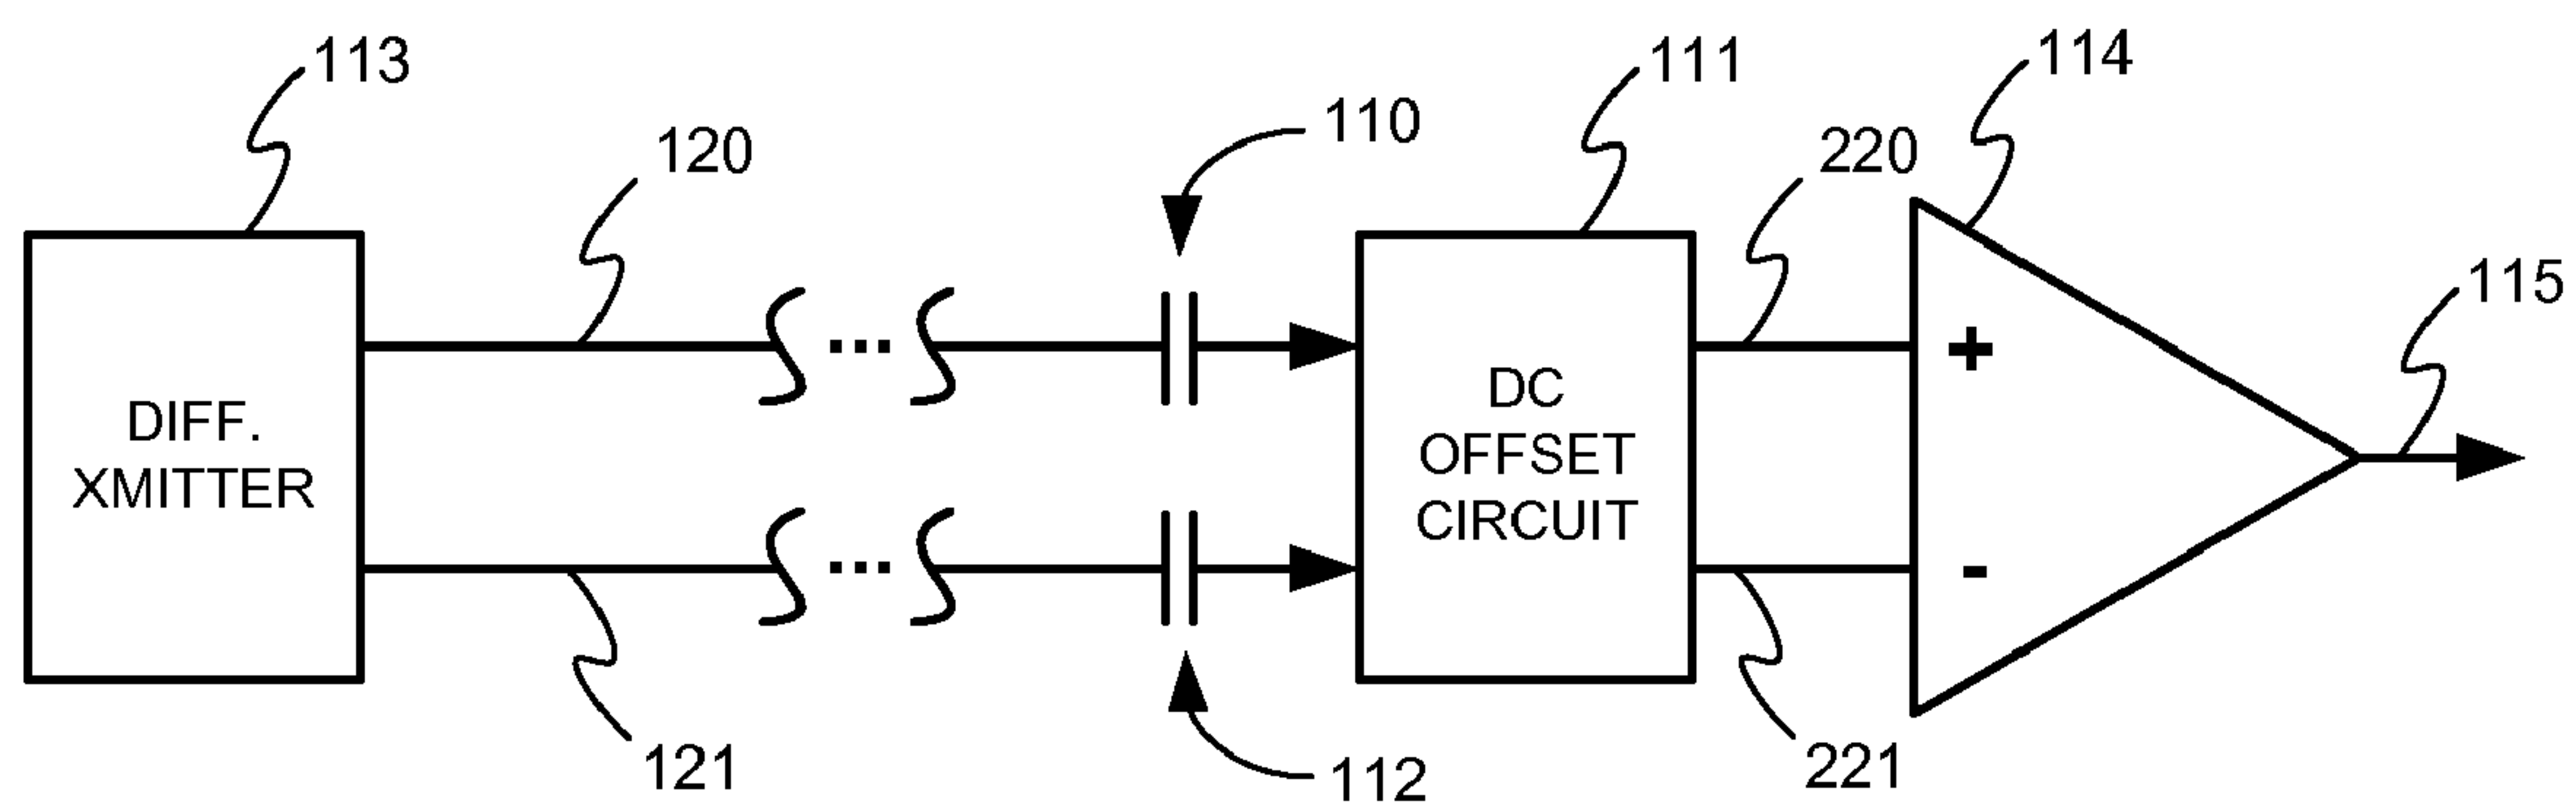 113
120
110
111
220
114
115
DIFF.
XMITTER
...
...
DC
OFFSET
CIRCUIT
+
-
121
112
221